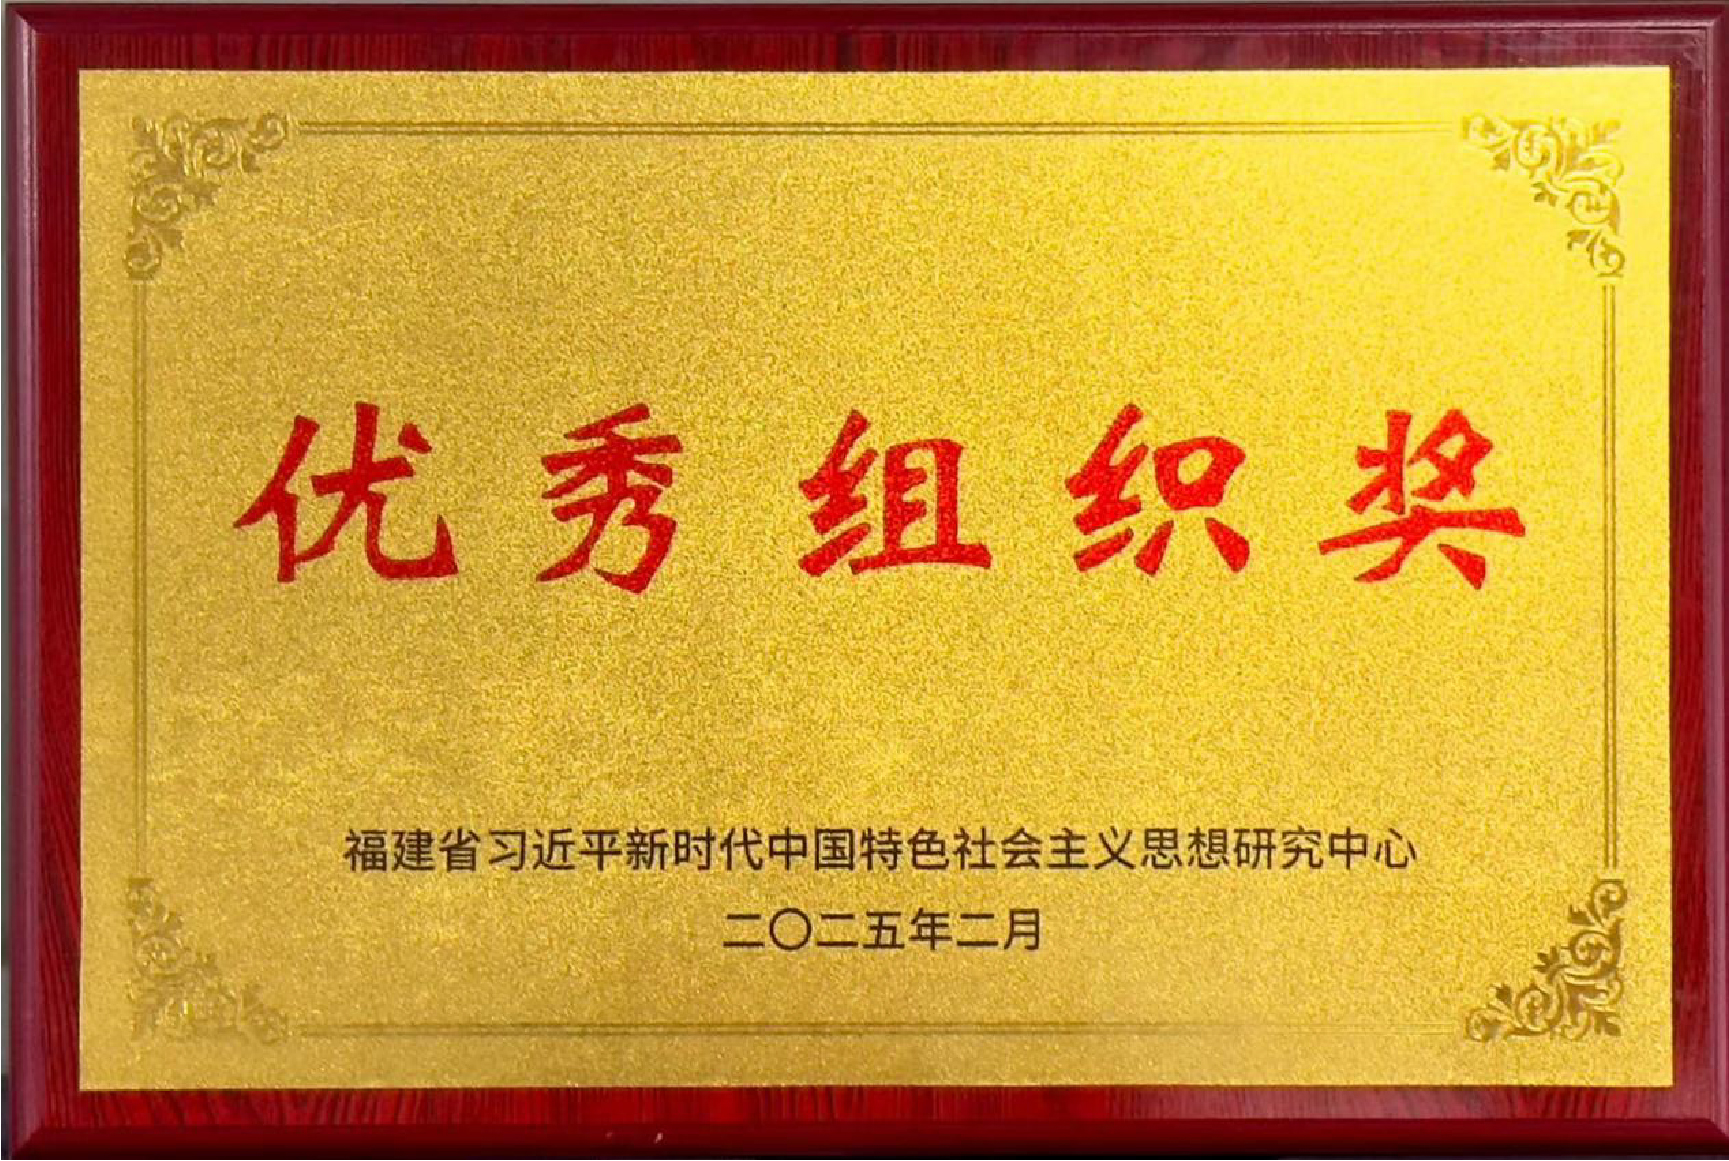 优秀组织奖
福建省习近平新时代中国特色社会主义思想研究中心
二〇二五年二月